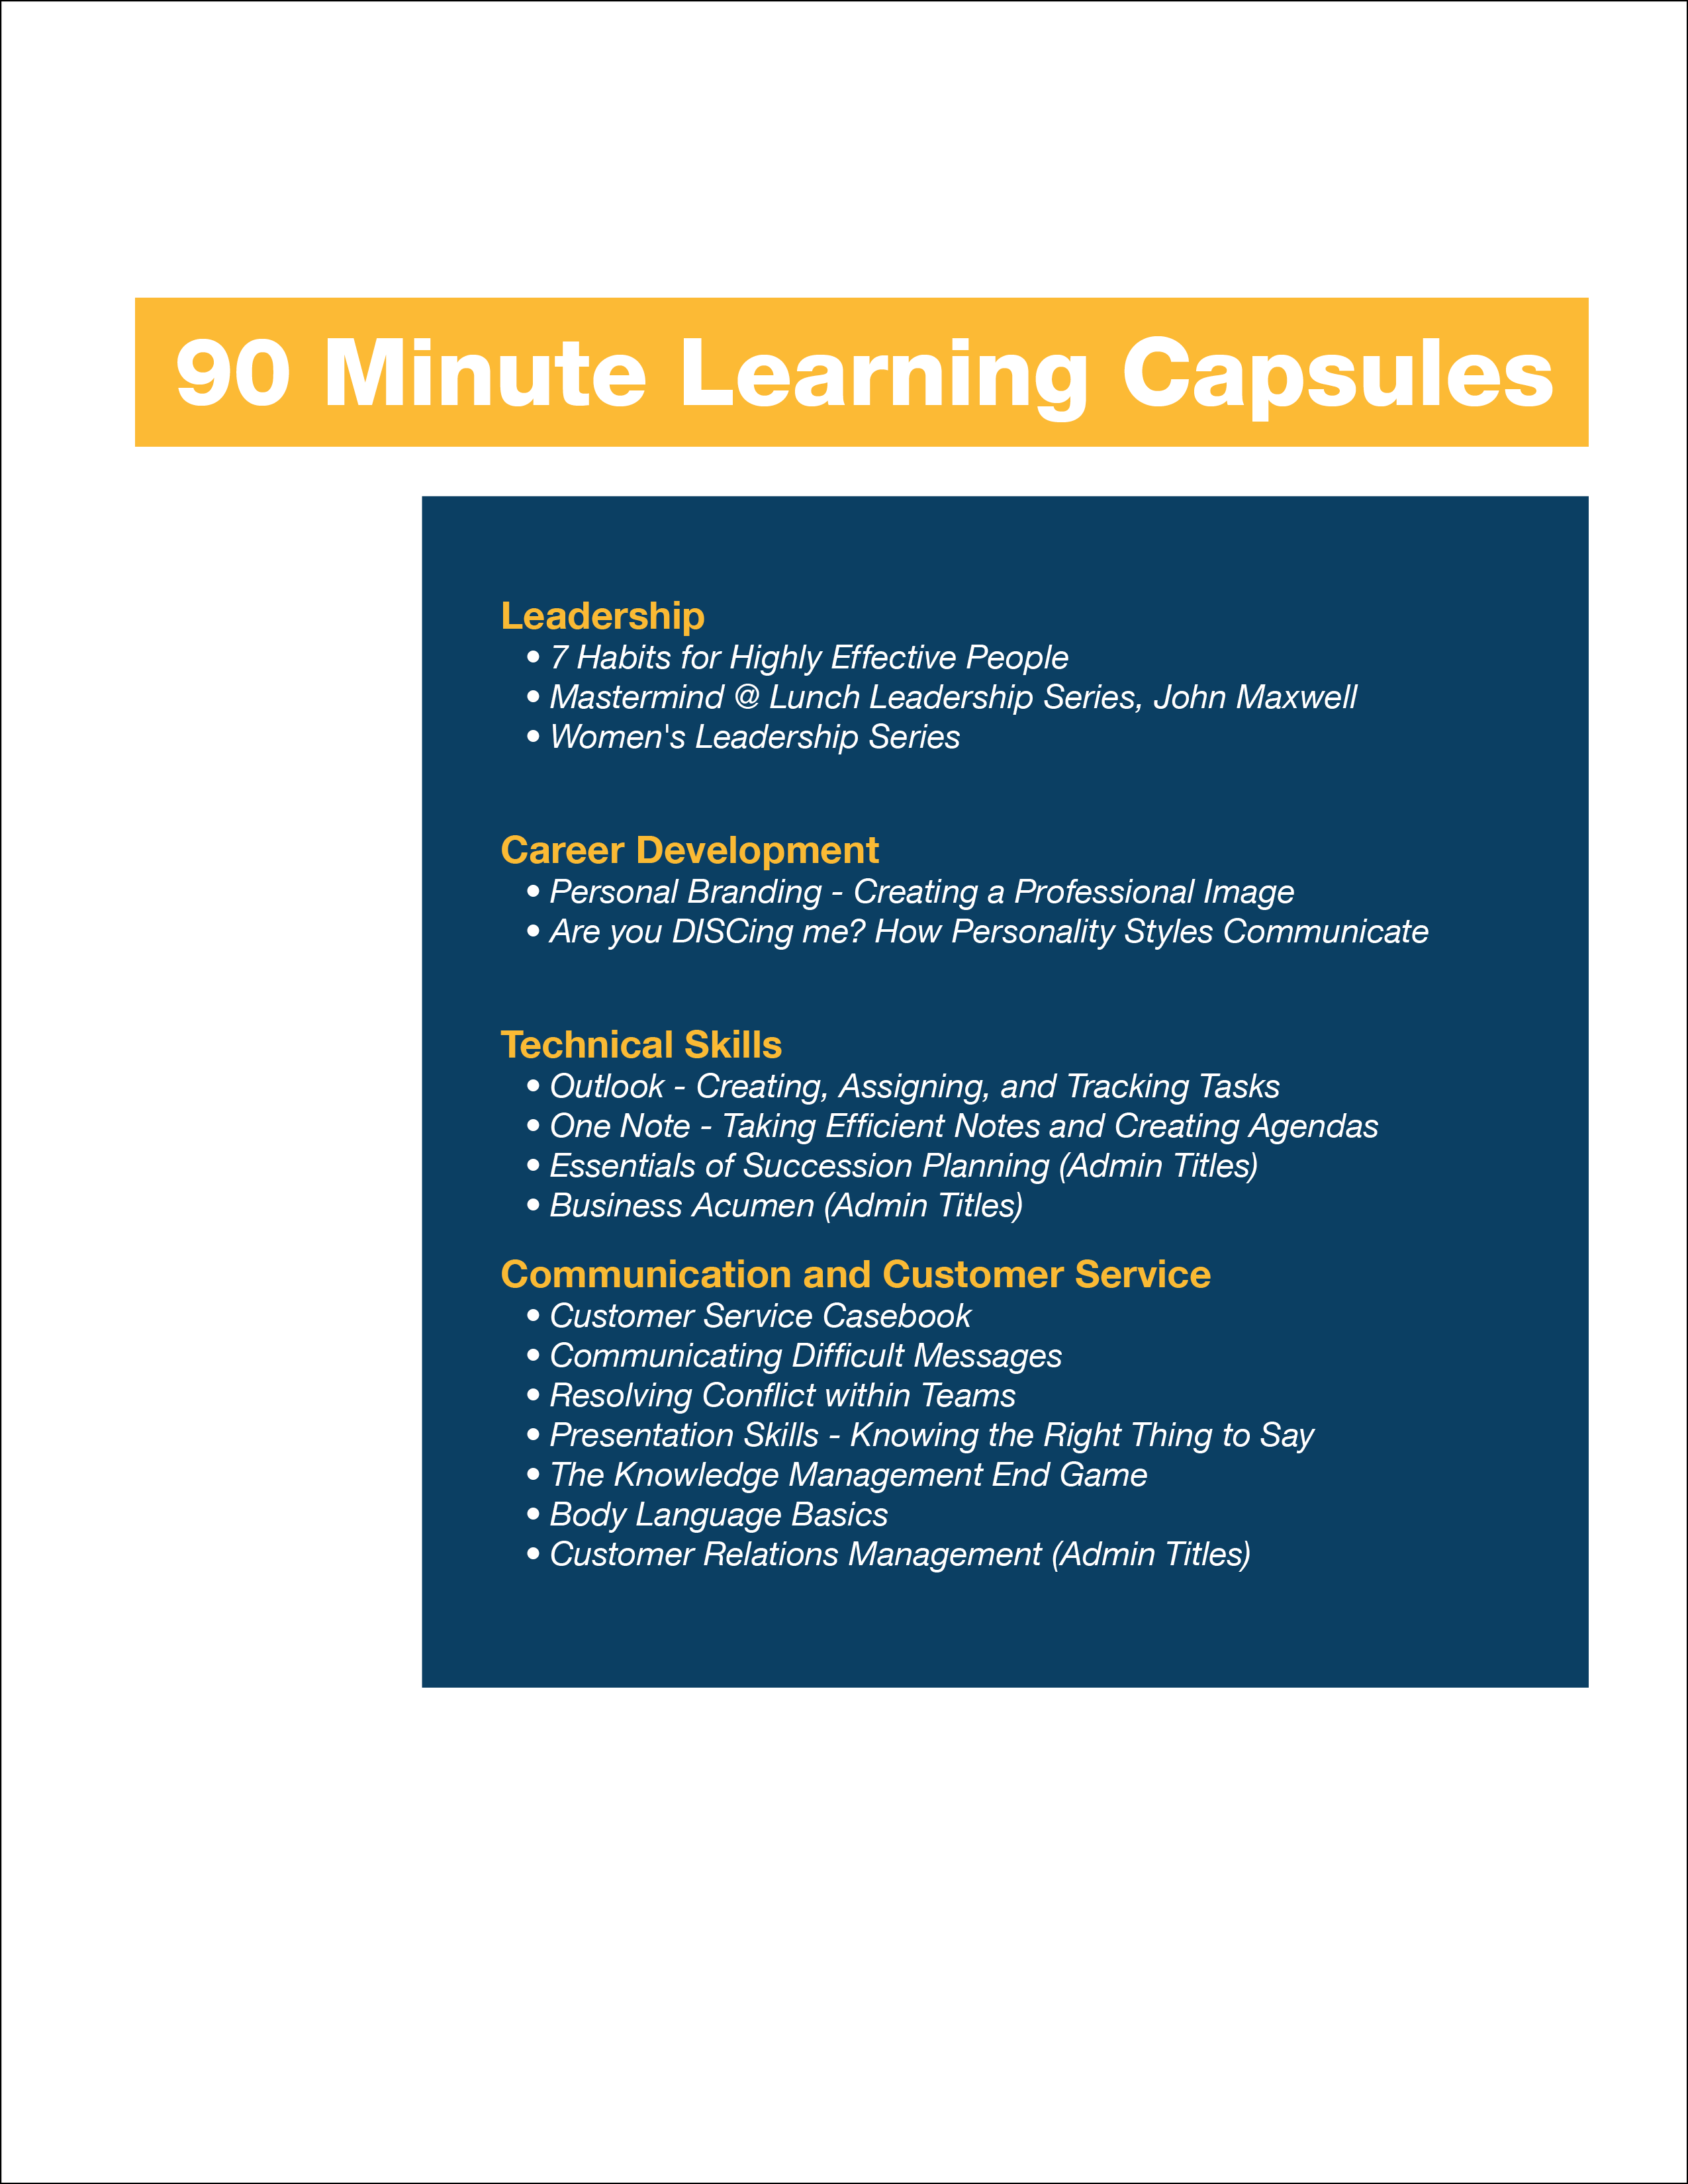 90 Minute Learning Capsules
Leadership
• 7 Habits for Highly Effective People
• Mastermind @ Lunch Leadership Series, John Maxwell
• Women's Leadership Series
Career Development
• Personal Branding - Creating a Professional Image
• Are you DISCing me? How Personality Styles Communicate
Technical Skills
• Outlook - Creating, Assigning, and Tracking Tasks
• One Note - Taking Efficient Notes and Creating Agendas
• Essentials of Succession Planning (Admin Titles)
• Business Acumen (Admin Titles)
Communication and Customer Service
• Customer Service Casebook
• Communicating Difficult Messages
• Resolving Conflict within Teams
• Presentation Skills - Knowing the Right Thing to Say
• The Knowledge Management End Game
• Body Language Basics
• Customer Relations Management (Admin Titles)